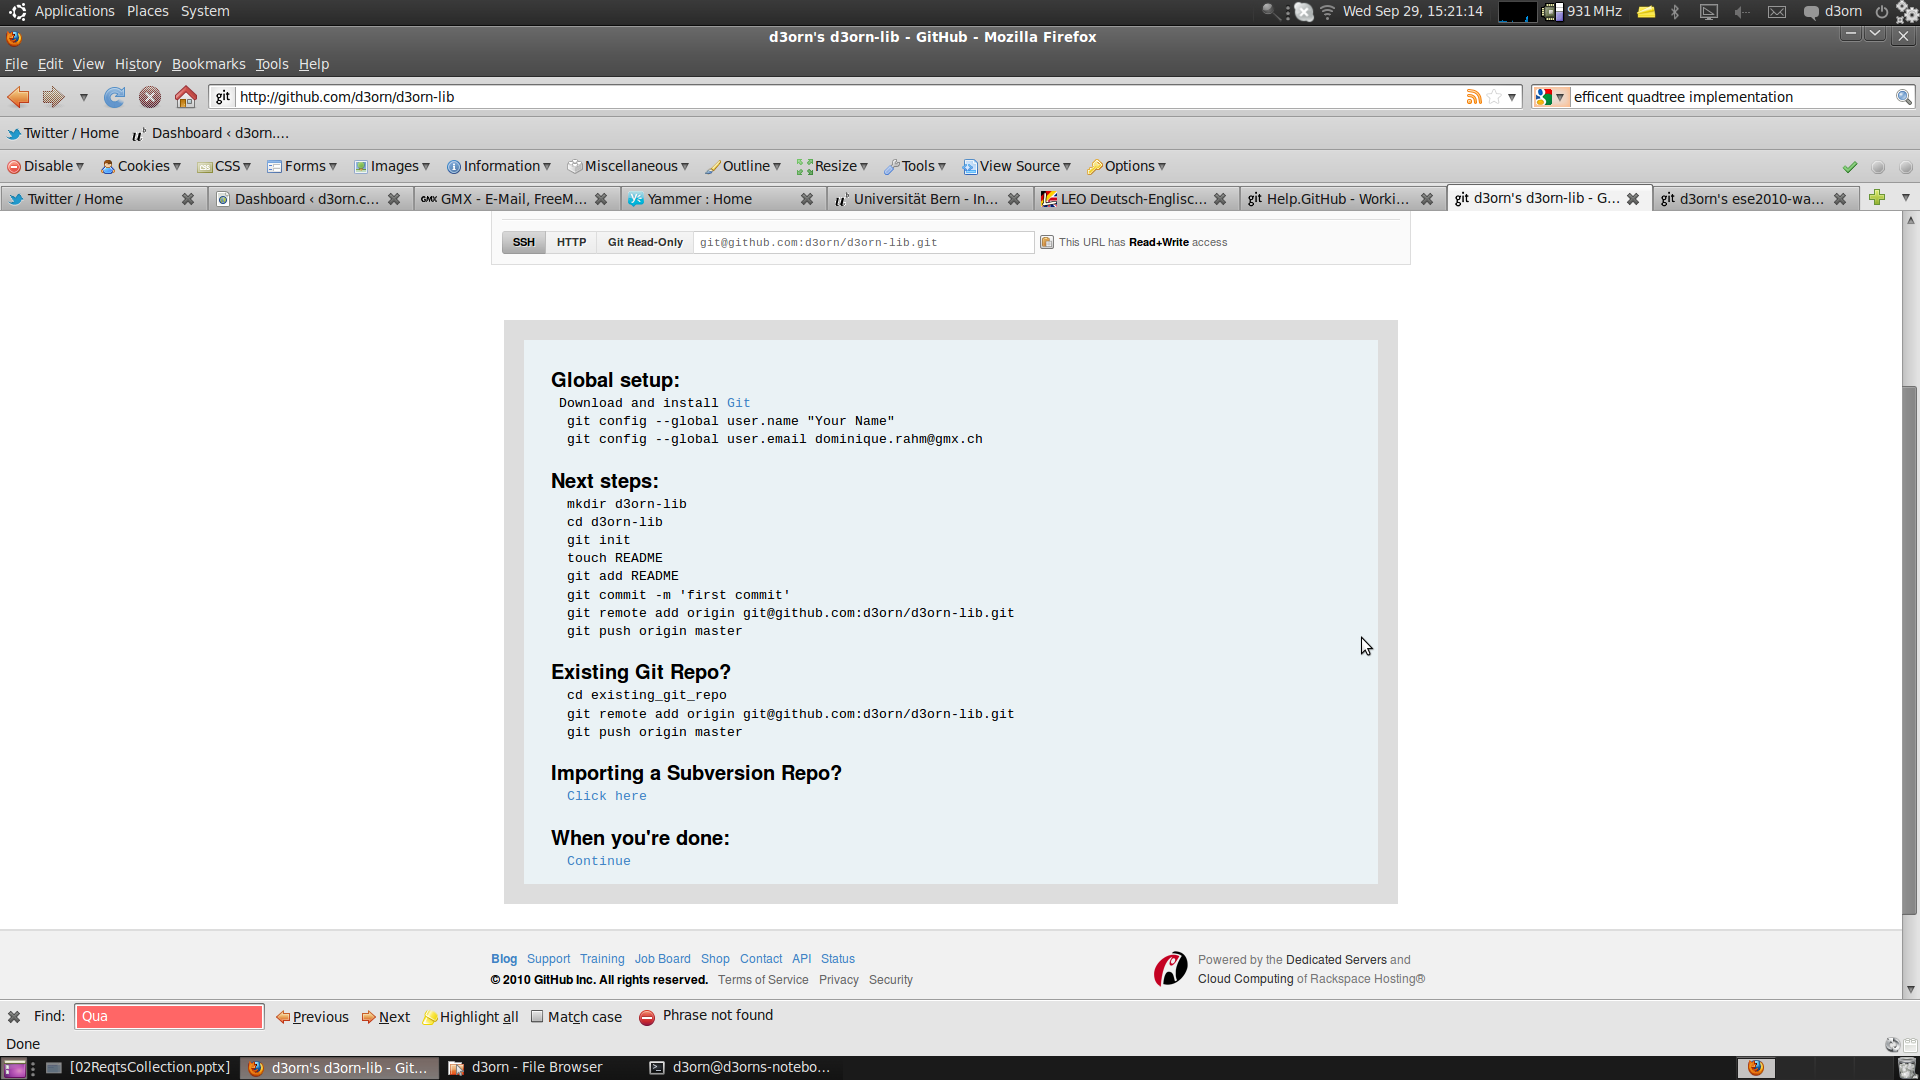 Applications Places System Wed Sep 29, 15:21:14 931 MHz d3orn
d3orn's d3orn-lib - GitHub - Mozilla Firefox
File Edit View History Bookmarks Tools Help
git http://github.com/d3orn/d3orn-lib efficent quadtree implementation
Twitter / Home Dashboard ‹ d3orn....
Disable Cookies CSS Forms Images Information Miscellaneous Outline Resize Tools View Source Options
Twitter / Home Dashboard ‹ d3orn.c... GMX GMX - E-Mail, FreeM... Yammer : Home Universität Bern - In... LEO Deutsch-Englisc... git Help.GitHub - Worki... git d3orn's d3orn-lib - G... git d3orn's ese2010-wa...
SSH HTTP Git Read-Only git@github.com:d3orn/d3orn-lib.git This URL has Read+Write access
Global setup:
Download and install Git
git config --global user.name "Your Name"
git config --global user.email dominique.rahm@gmx.ch
Next steps:
mkdir d3orn-lib
cd d3orn-lib
git init
touch README
git add README
git commit -m 'first commit'
git remote add origin git@github.com:d3orn/d3orn-lib.git
git push origin master
Existing Git Repo?
cd existing_git_repo
git remote add origin git@github.com:d3orn/d3orn-lib.git
git push origin master
Importing a Subversion Repo?
Click here
When you're done:
Continue
Blog Support Training Job Board Shop Contact API Status
© 2010 GitHub Inc. All rights reserved. Terms of Service Privacy Security
Powered by the Dedicated Servers and
Cloud Computing of Rackspace Hosting®
Find: Qua Previous Next Highlight all Match case Phrase not found
Done
[02ReqtsCollection.pptx] d3orn's d3orn-lib - Git... d3orn - File Browser d3orn@d3orns-notebo...